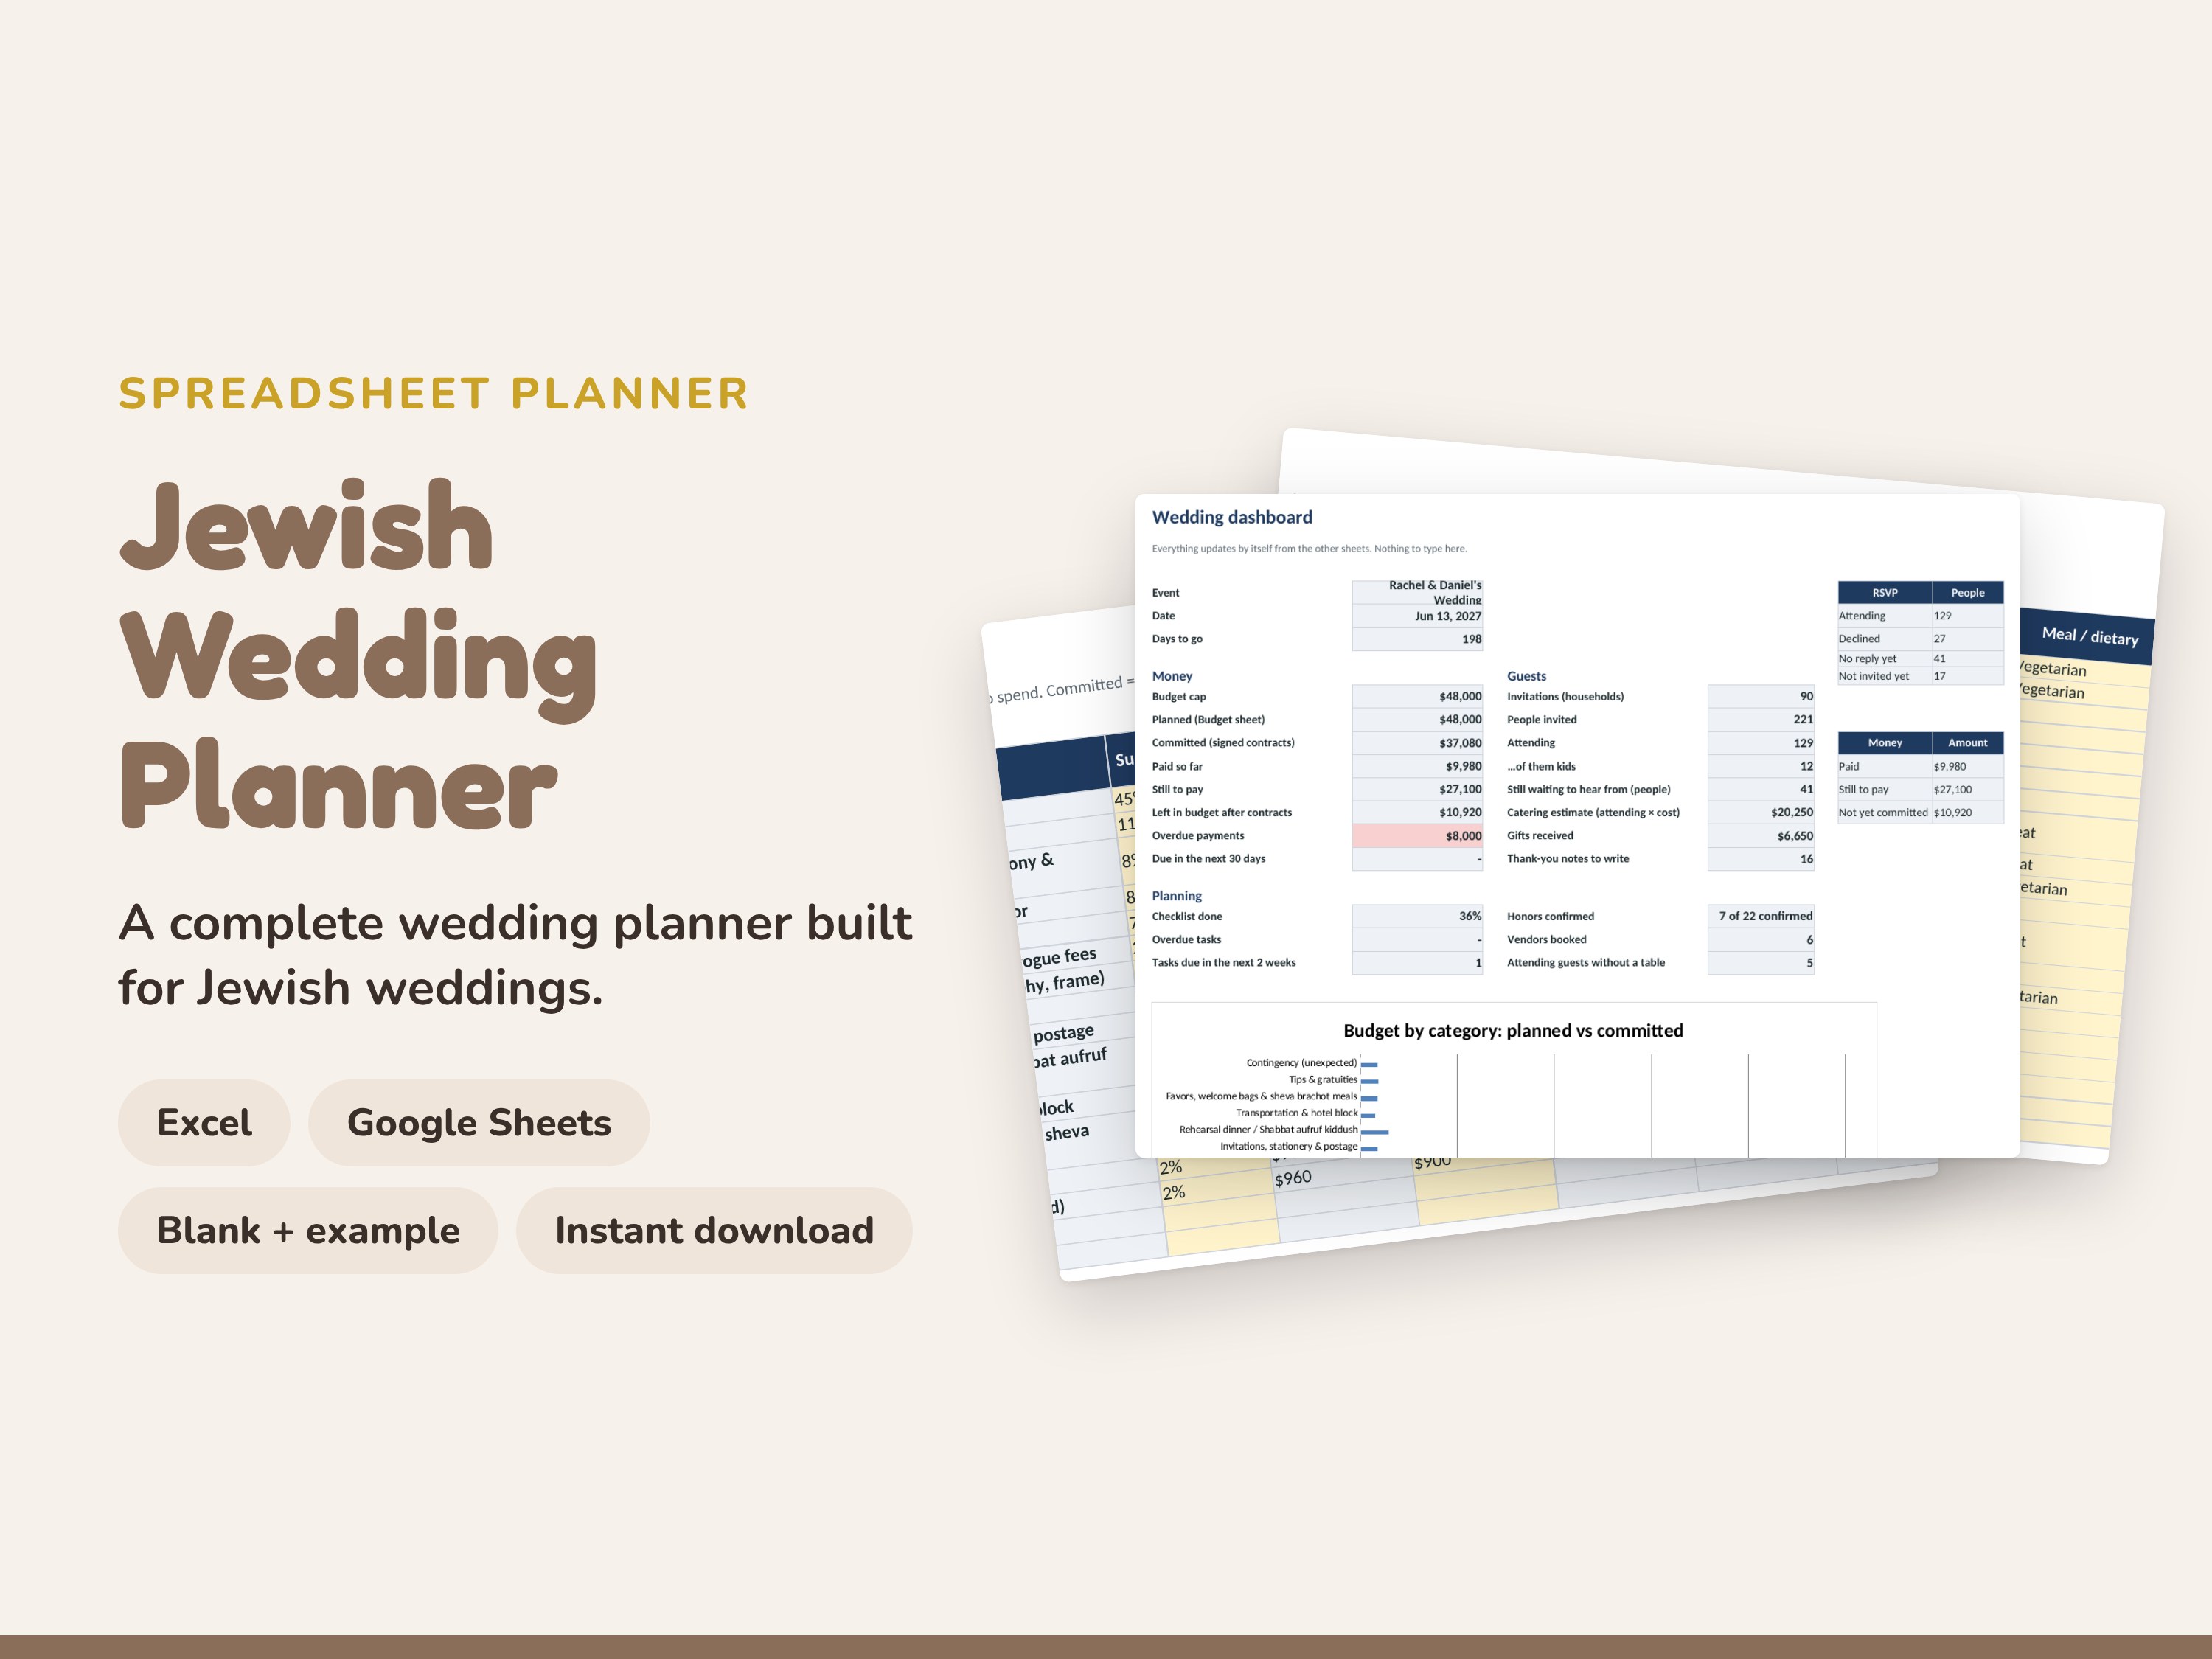 SPREADSHEET PLANNER
Jewish
Wedding
Planner
A complete wedding planner built
for Jewish weddings.
Excel
Google Sheets
Blank + example
Instant download
Wedding dashboard
Everything updates by itself from the other sheets. Nothing to type here.
Event Rachel & Daniel's Wedding
Date Jun 13, 2027
Days to go 198
RSVP People
Attending 129
Declined 27
No reply yet 41
Not invited yet 17
Money
Budget cap $48,000
Planned (Budget sheet) $48,000
Committed (signed contracts) $37,080
Paid so far $9,980
Still to pay $27,100
Left in budget after contracts $10,920
Overdue payments $8,000
Due in the next 30 days -
Guests
Invitations (households) 90
People invited 221
Attending 129
...of them kids 12
Still waiting to hear from (people) 41
Catering estimate (attending × cost) $20,250
Gifts received $6,650
Thank-you notes to write 16
Money Amount
Paid $9,980
Still to pay $27,100
Not yet committed $10,920
Planning
Checklist done 36%
Overdue tasks -
Tasks due in the next 2 weeks 1
Honors confirmed 7 of 22 confirmed
Vendors booked 6
Attending guests without a table 5
Budget by category: planned vs committed
Contingency (unexpected)
Tips & gratuities
Favors, welcome bags & sheva brachot meals
Transportation & hotel block
Rehearsal dinner / Shabbat aufruf kiddush
Invitations, stationery & postage
spend. Committed =
fees
frame)
postage
aufruf
sheva
2% $900
2% $960
Meal / dietary
Vegetarian
Vegetarian